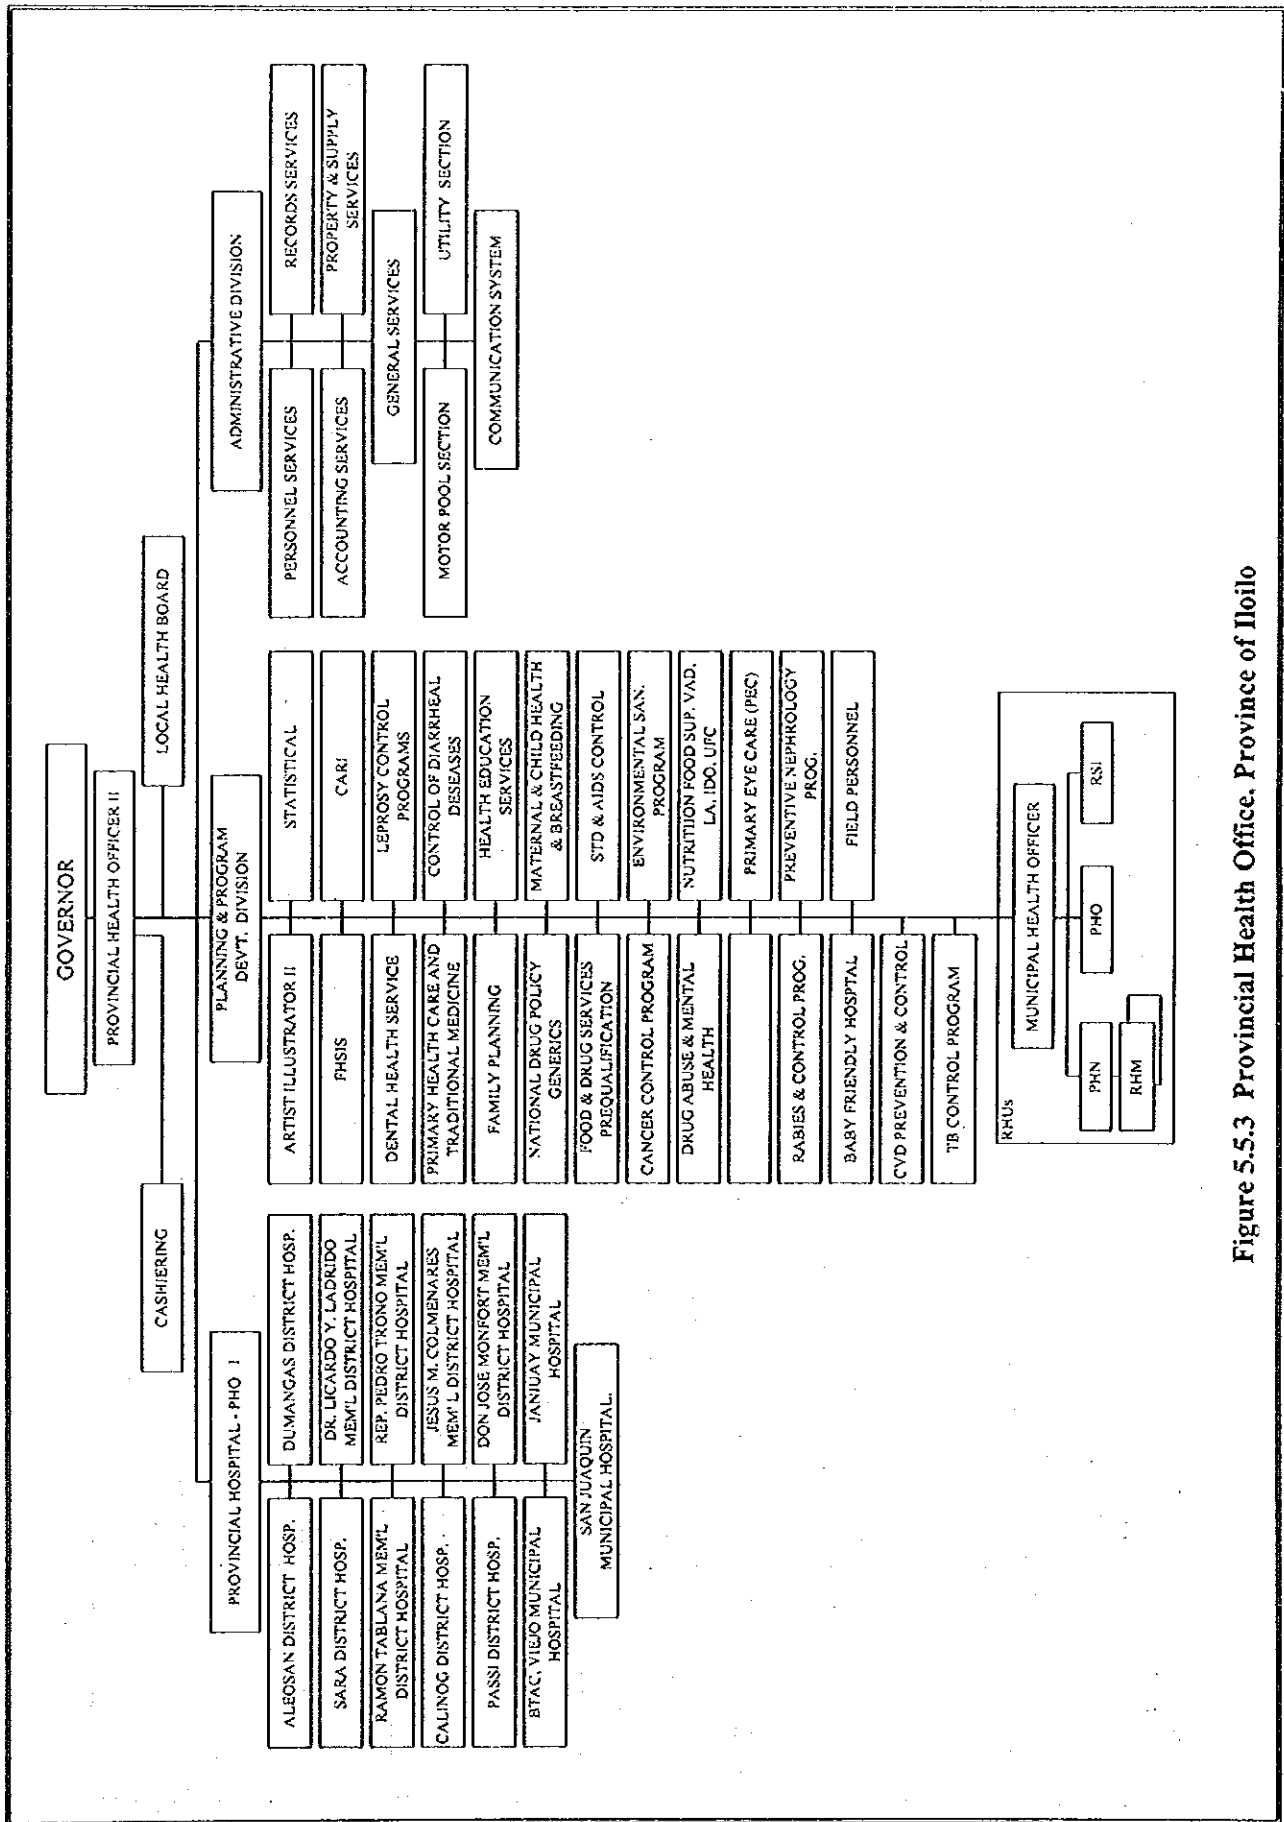 GOVERNOR
PROVINCIAL HEALTH OFFICER II
CASHIERING
LOCAL HEALTH BOARD
PROVINCIAL HOSPITAL - PHO I
ALEOSAN DISTRICT HOSP.
DUMANGAS DISTRICT HOSP.
SARA DISTRICT HOSP.
DR. LICARDO Y. LADRIDO
MEM'L DISTRICT HOSPITAL
RAMON TABLANA MEM'L
DISTRICT HOSPITAL
REP. PEDRO TRONO MEM'L
DISTRICT HOSPITAL
CALINOG DISTRICT HOSP.
JESUS M. COLMENARES
MEM'L DISTRICT HOSPITAL
PASSI DISTRICT HOSP.
DON JOSE MONFORT MEM'L
DISTRICT HOSPITAL
BTAC, VIEJO MUNICIPAL
HOSPITAL
JANIUAY MUNICIPAL
HOSPITAL
SAN JUAQUIN
MUNICIPAL HOSPITAL.
PLANNING & PROGRAM
DEVT. DIVISION
ARTIST ILLUSTRATOR II
STATISTICAL
FHSIS
CARI
DENTAL HEALTH SERVICE
LEPROSY CONTROL
PROGRAMS
PRIMARY HEALTH CARE AND
TRADITIONAL MEDICINE
CONTROL OF DIARRHEAL
DESEASES
FAMILY PLANNING
HEALTH EDUCATION
SERVICES
NATIONAL DRUG POLICY
GENERICS
MATERNAL & CHILD HEALTH
& BREASTFEEDING
FOOD & DRUG SERVICES
PREQUALIFICATION
STD & AIDS CONTROL
CANCER CONTROL PROGRAM
ENVIRONMENTAL SAN.
PROGRAM
DRUG ABUSE & MENTAL
HEALTH
NUTRITIION FOOD SUP. VAD.
LA, IDO, UFC
PRIMARY EYE CARE (PEC)
RABIES & CONTROL PROG.
PREVENTIVE NEPHROLOGY
PROG.
BABY FRIENDLY HOSPTAL
FIELD PERSONNEL
CVD PREVENTION & CONTROL
TB CONTROL PROGRAM
RHUs
MUNICIPAL HEALTH OFFICER
PHN
PHO
RSI
RHM
ADMINISTRATIVE DIVISION
PERSONNEL SERVICES
RECORDS SERVICES
ACCOUNTING SERVICES
PROPERTY & SUPPLY
SERVICES
GENERAL SERVICES
MOTOR POOL SECTION
UTILITY SECTION
COMMUNICATION SYSTEM
Figure 5.5.3 Provincial Health Office, Province of Iloilo